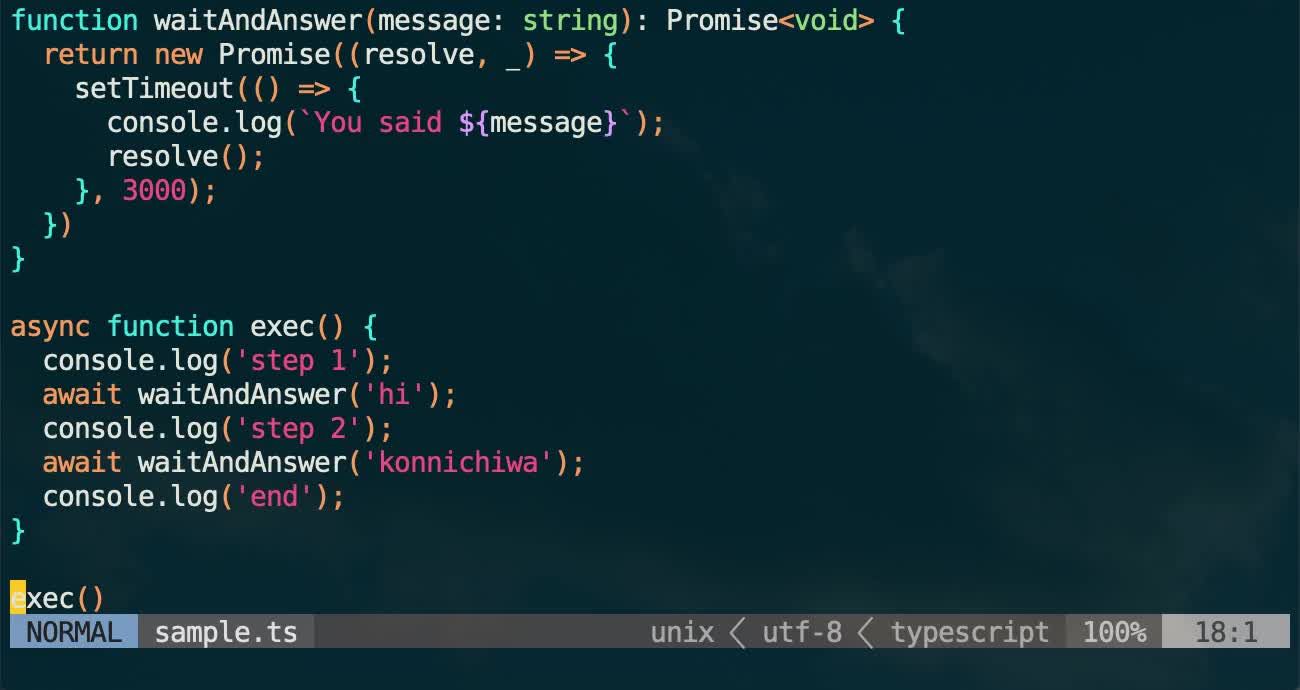 function waitAndAnswer(message: string): Promise<void> {
  return new Promise((resolve, _) => {
    setTimeout(() => {
      console.log(`You said ${message}`);
      resolve();
    }, 3000);
  })
}

async function exec() {
  console.log('step 1');
  await waitAndAnswer('hi');
  console.log('step 2');
  await waitAndAnswer('konnichiwa');
  console.log('end');
}

exec()
NORMAL sample.ts unix < utf-8 < typescript 100% 18:1